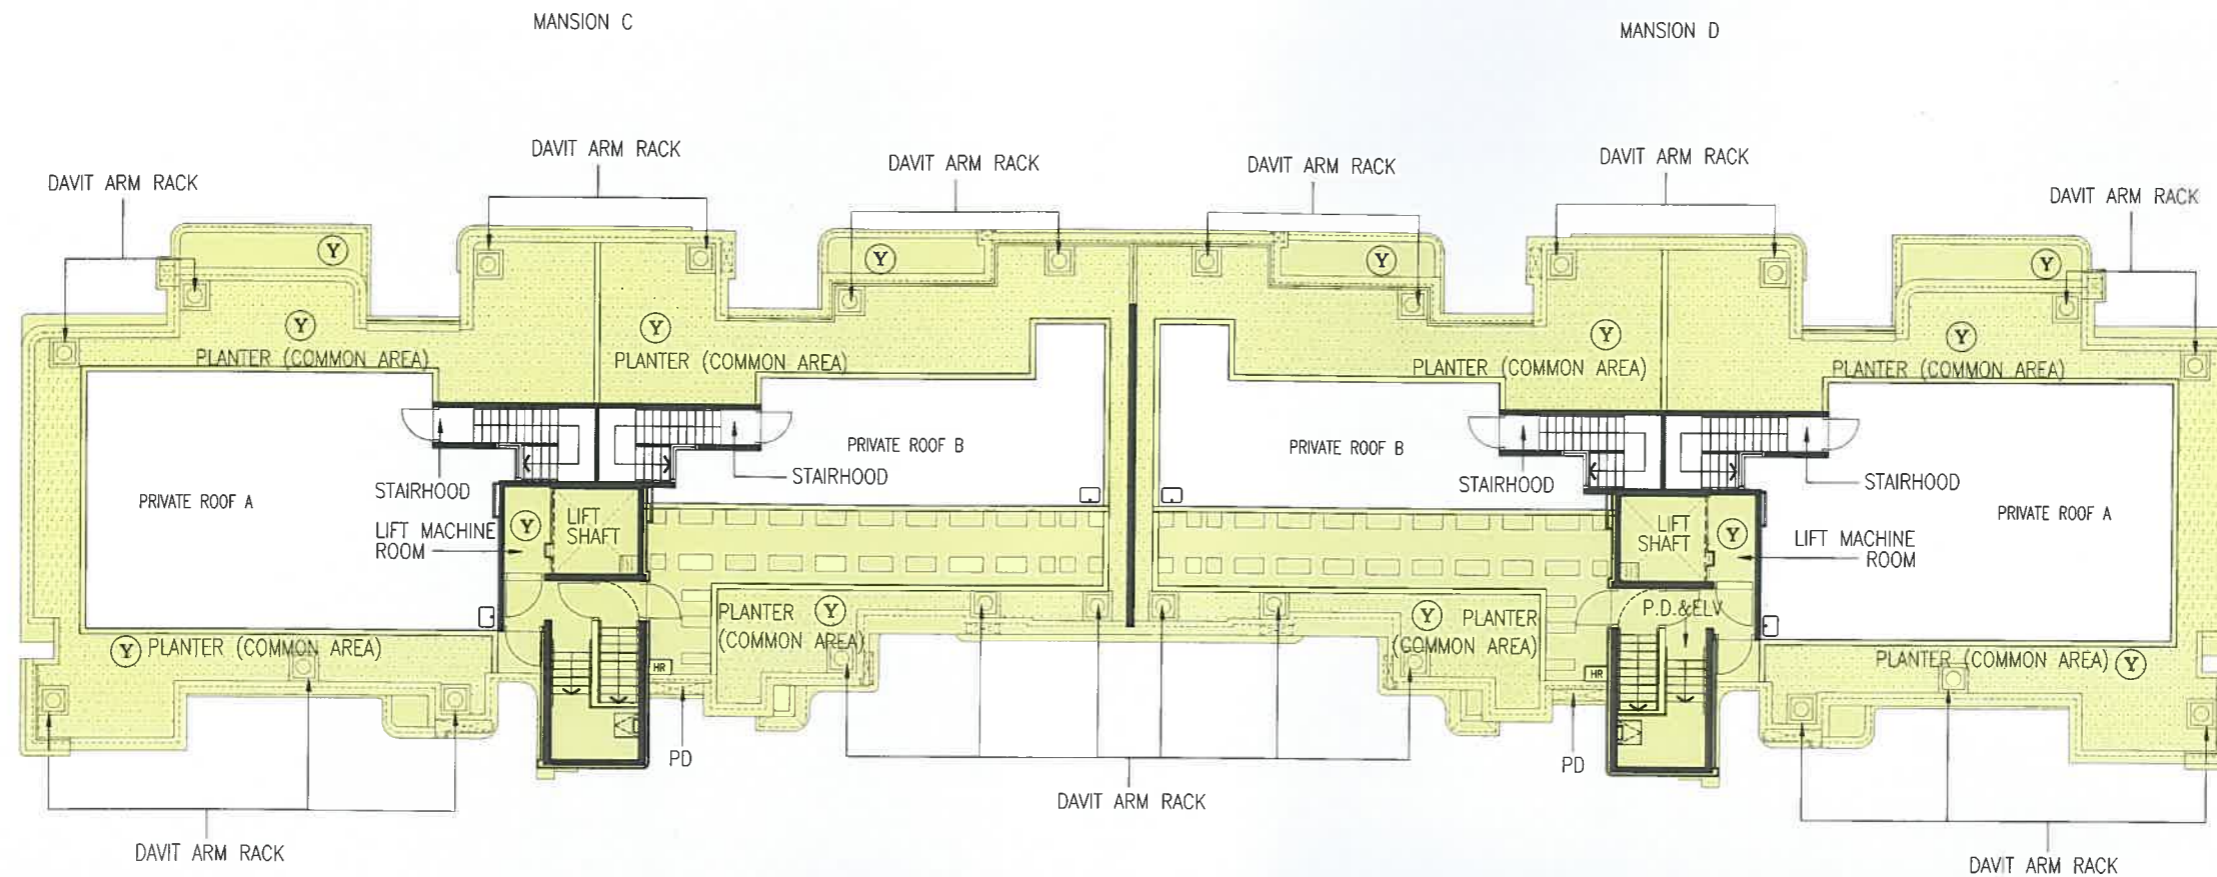 MANSION C
MANSION D
DAVIT ARM RACK
DAVIT ARM RACK
DAVIT ARM RACK
DAVIT ARM RACK
DAVIT ARM RACK
DAVIT ARM RACK
Y
Y
Y
Y
Y
Y
Y
Y
PLANTER (COMMON AREA)
PLANTER (COMMON AREA)
PLANTER (COMMON AREA)
PLANTER (COMMON AREA)
PRIVATE ROOF B
PRIVATE ROOF B
STAIRHOOD
STAIRHOOD
STAIRHOOD
STAIRHOOD
PRIVATE ROOF A
PRIVATE ROOF A
LIFT MACHINE
ROOM
Y
LIFT
SHAFT
LIFT
SHAFT
Y
LIFT MACHINE
ROOM
PLANTER
(COMMON AREA)
Y
Y
PLANTER
(COMMON AREA)
P.D.&ELV
Y
PLANTER (COMMON AREA)
PLANTER (COMMON AREA)
Y
HR
HR
PD
PD
DAVIT ARM RACK
DAVIT ARM RACK
DAVIT ARM RACK